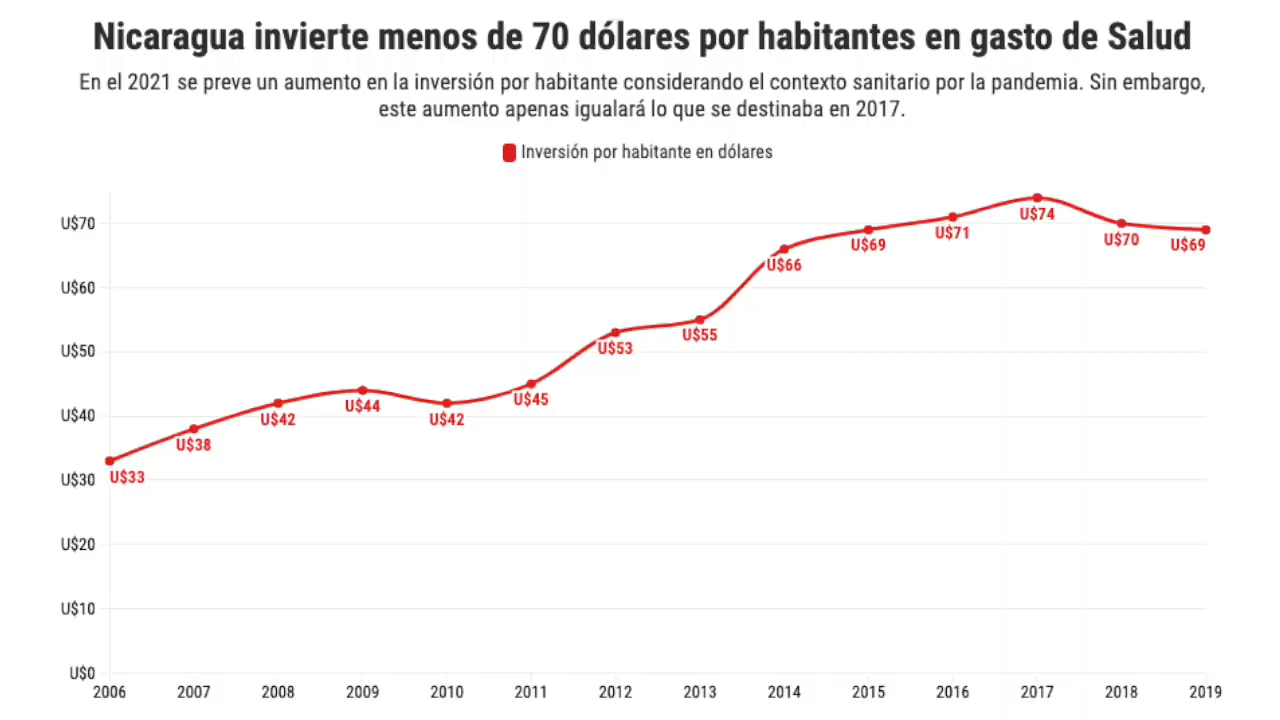 Nicaragua invierte menos de 70 dólares por habitantes en gasto de Salud
En el 2021 se preve un aumento en la inversión por habitante considerando el contexto sanitario por la pandemia. Sin embargo,
este aumento apenas igualará lo que se destinaba en 2017.
Inversión por habitante en dólares
U$70
U$60
U$50
U$40
U$30
U$20
U$10
U$0
U$33
U$38
U$42
U$44
U$42
U$45
U$53
U$55
U$66
U$69
U$71
U$74
U$70
U$69
2006 2007 2008 2009 2010 2011 2012 2013 2014 2015 2016 2017 2018 2019